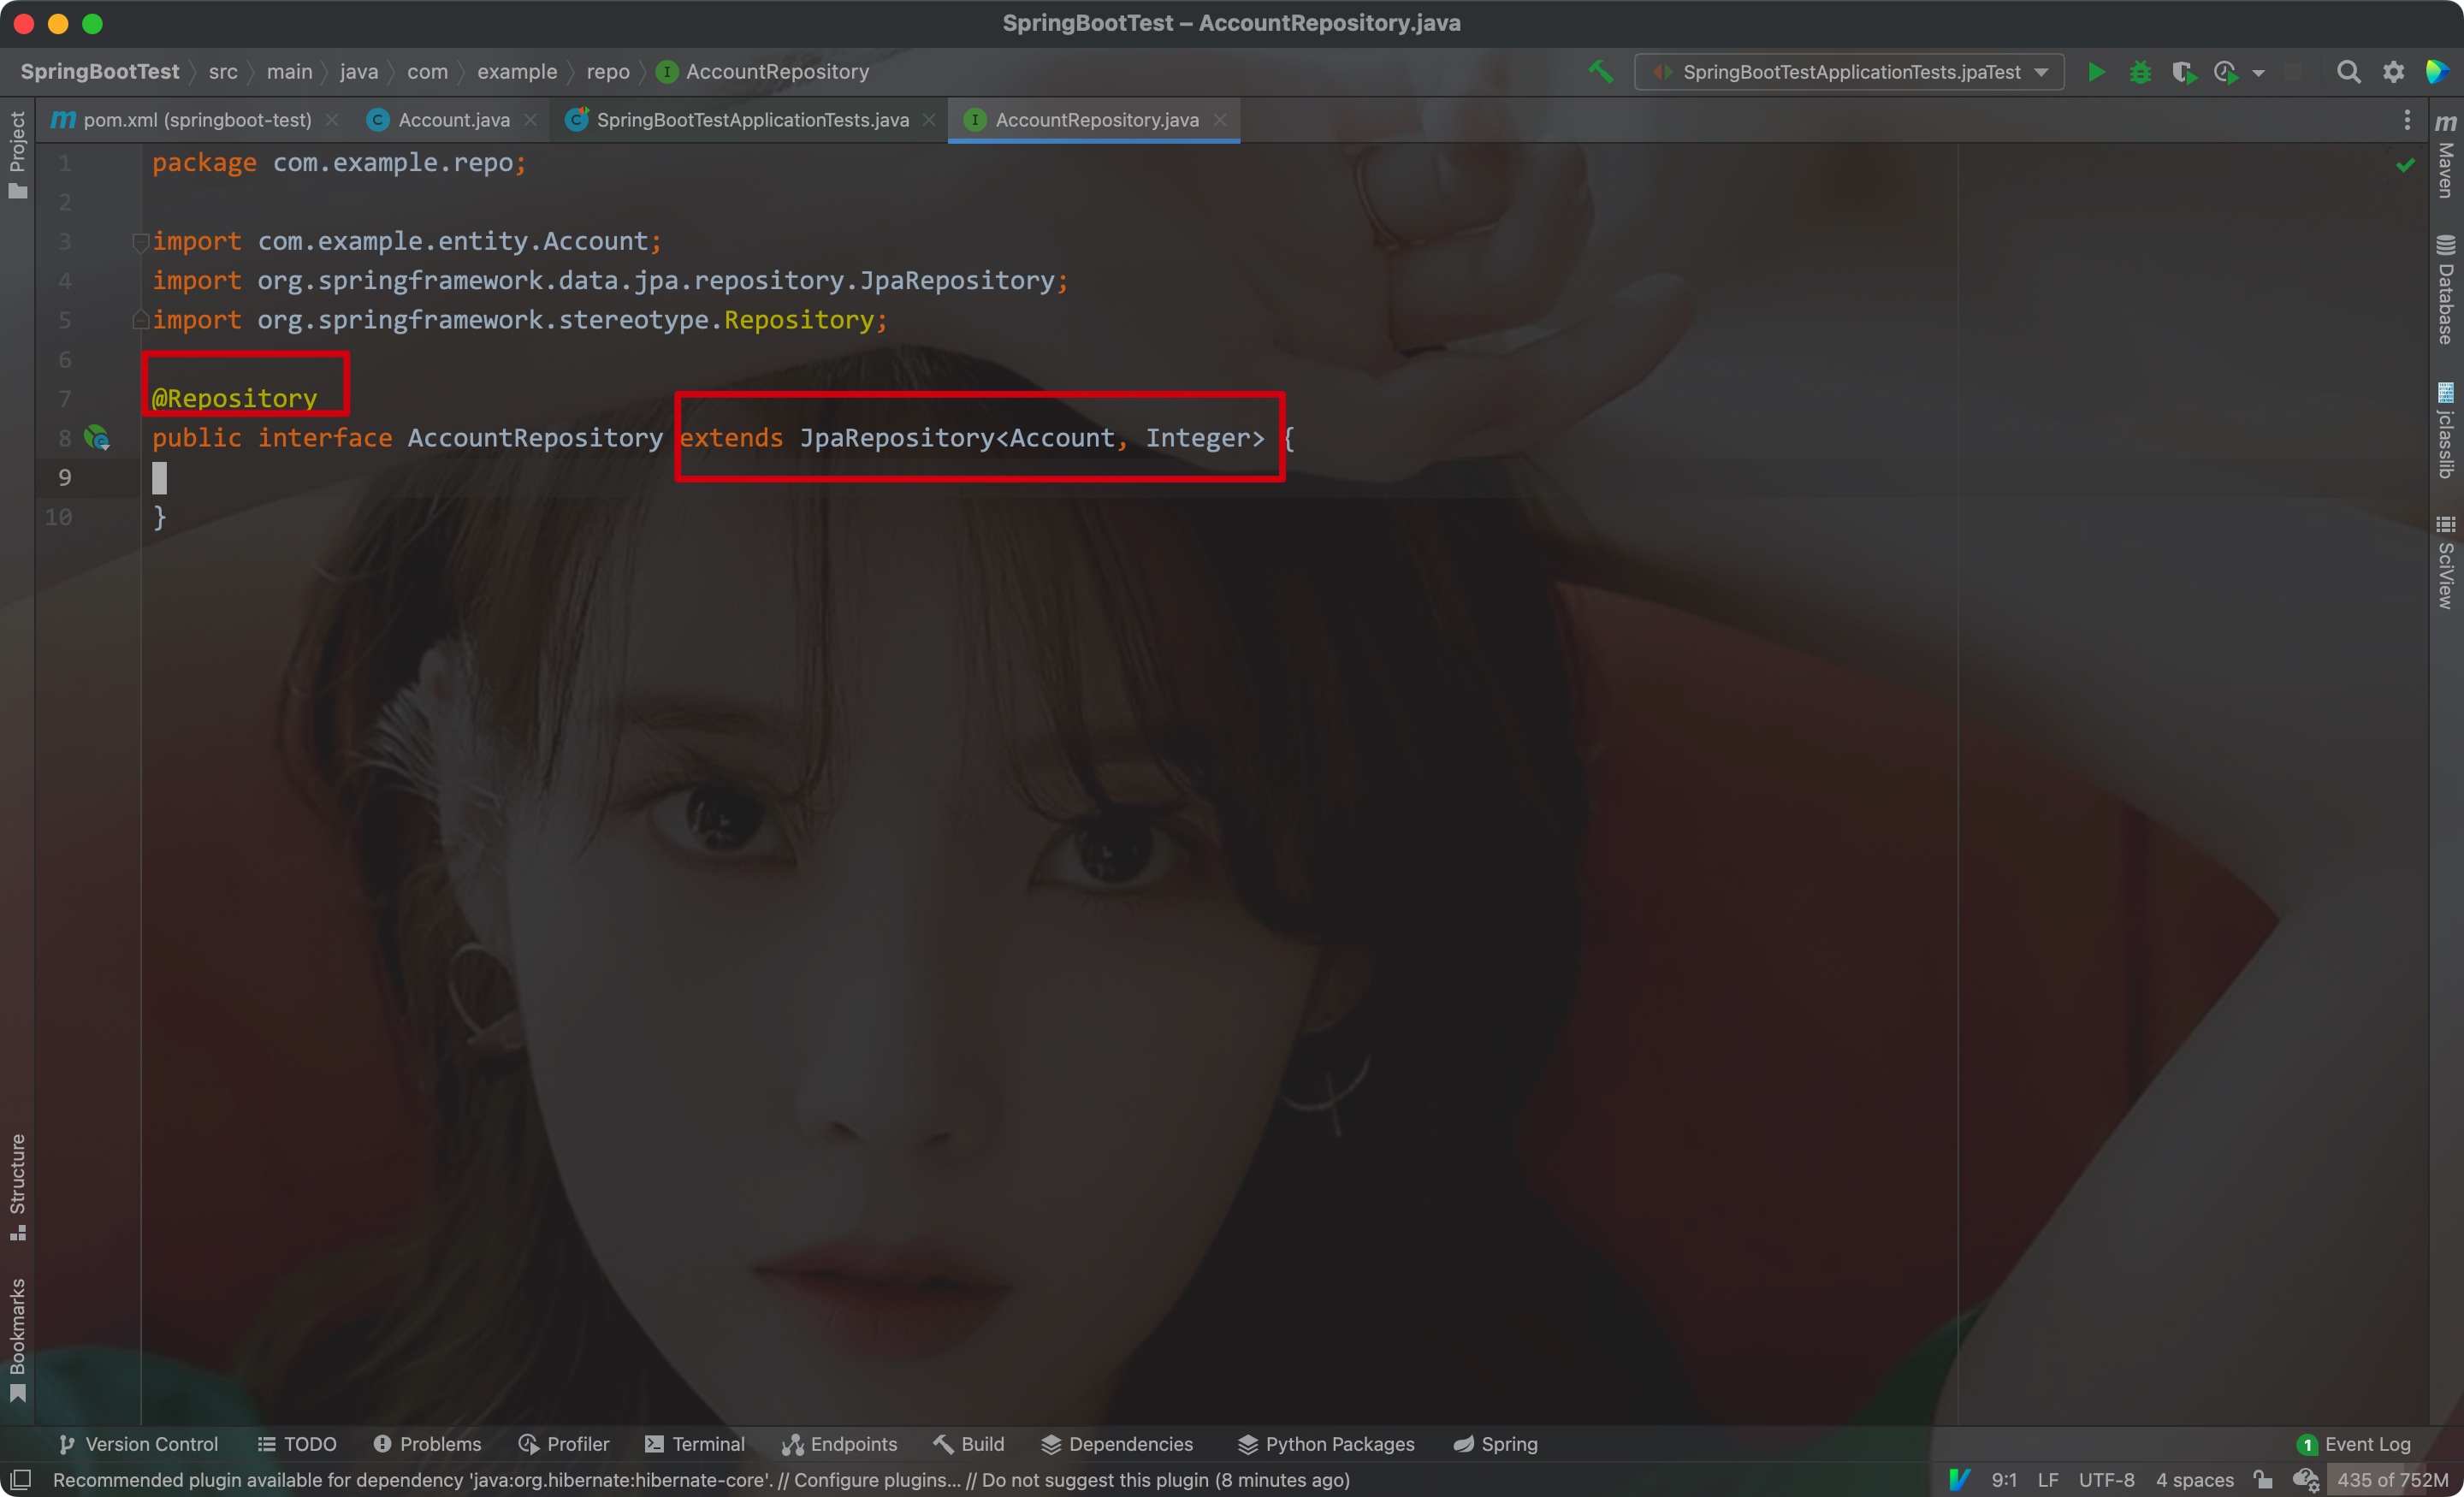 SpringBootTest – AccountRepository.java
SpringBootTest src main java com example repo I AccountRepository SpringBootTestApplicationTests.jpaTest
m pom.xml (springboot-test) C Account.java C SpringBootTestApplicationTests.java I AccountRepository.java
1 package com.example.repo;
2
3 import com.example.entity.Account;
4 import org.springframework.data.jpa.repository.JpaRepository;
5 import org.springframework.stereotype.Repository;
6
7 @Repository
8 public interface AccountRepository extends JpaRepository<Account, Integer> {
9
10 }
Project
Structure
Bookmarks
m Maven
Database
jclasslib
SciView
Version Control TODO Problems Profiler Terminal Endpoints Build Dependencies Python Packages Spring 1 Event Log
Recommended plugin available for dependency 'java:org.hibernate:hibernate-core'. // Configure plugins... // Do not suggest this plugin (8 minutes ago) 9:1 LF UTF-8 4 spaces 435 of 752M